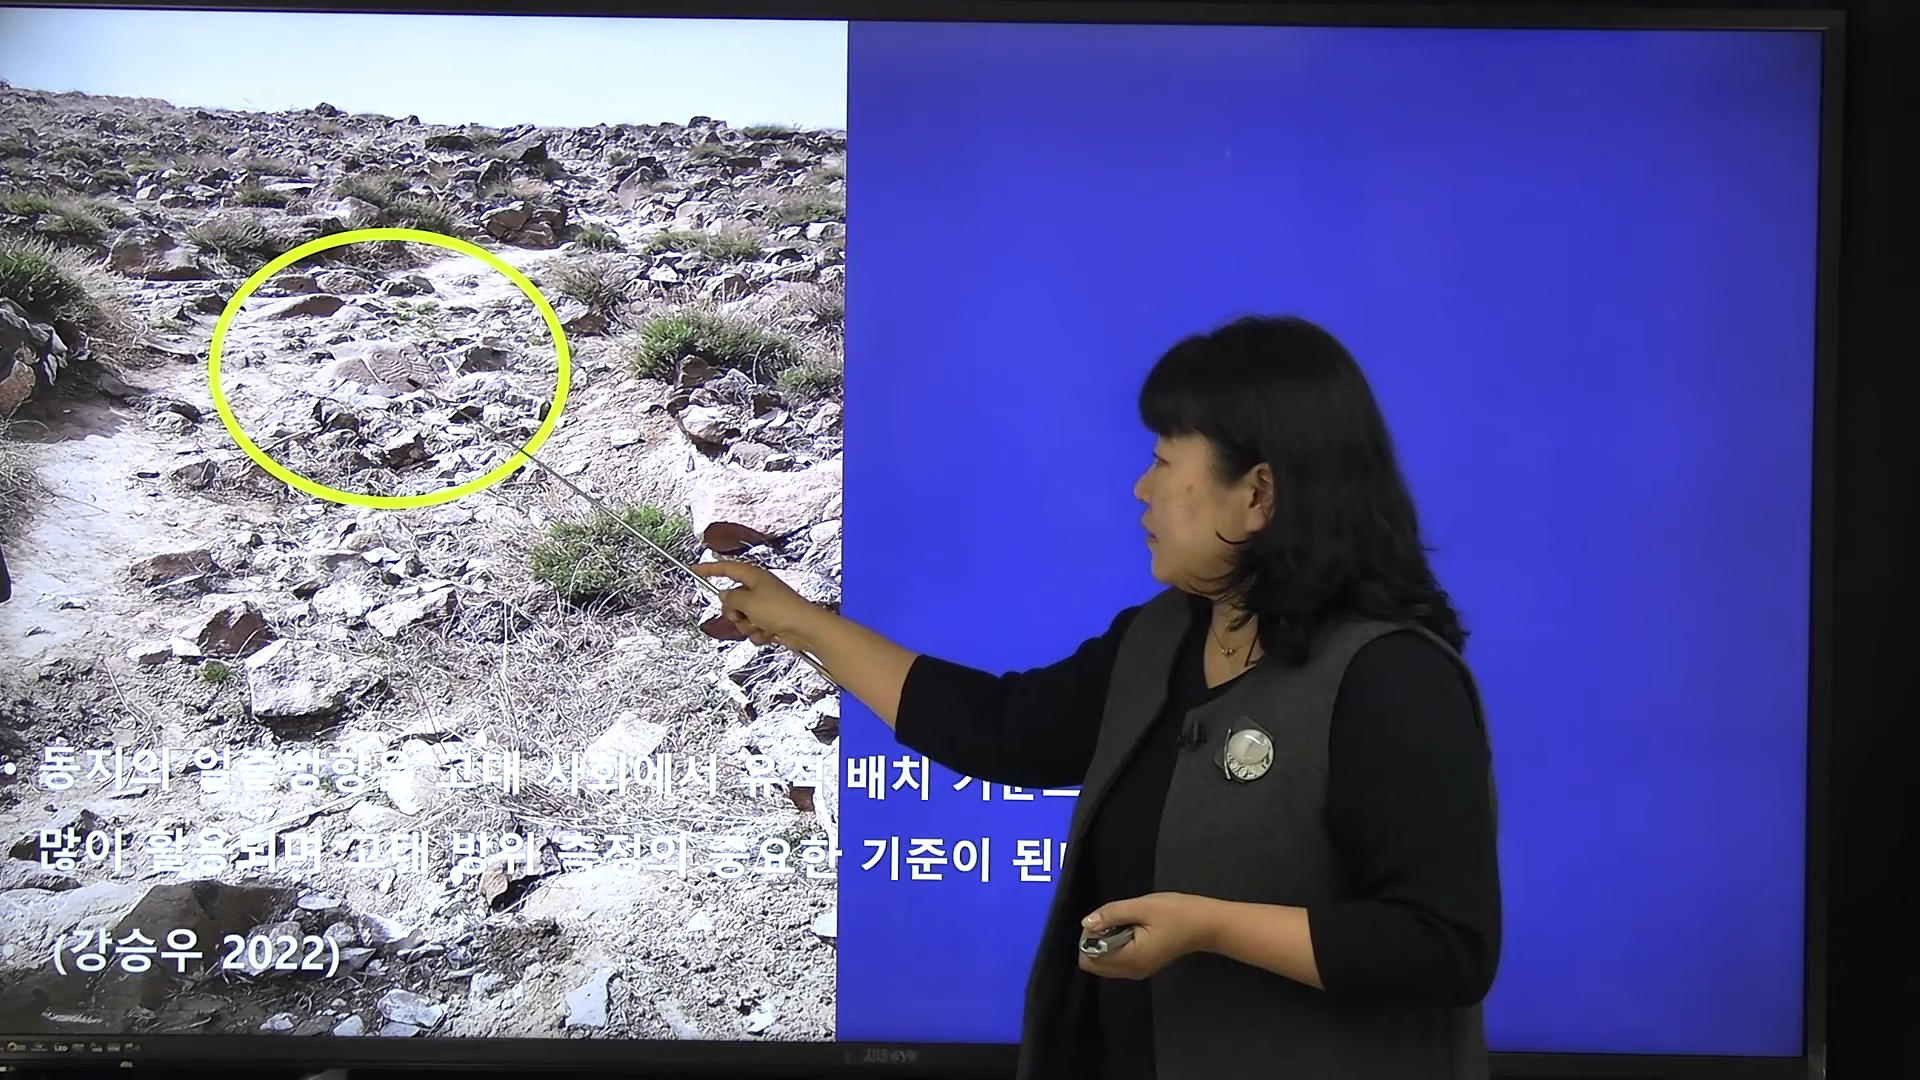 • 동지의 일출방향은 고대 사회에서 유적 배치 기준으
많이 활용되며 고대 방위 측정의 중요한 기준이 된
• (강승우 2022)